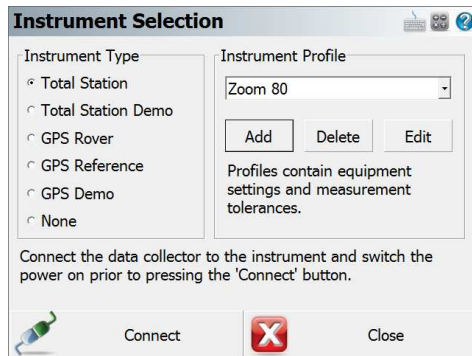 Instrument Selection
Instrument Type
Total Station
Total Station Demo
GPS Rover
GPS Reference
GPS Demo
None
Instrument Profile
Zoom 80
Add
Delete
Edit
Profiles contain equipment
settings and measurement
tolerances.
Connect the data collector to the instrument and switch the
power on prior to pressing the 'Connect' button.
Connect
Close